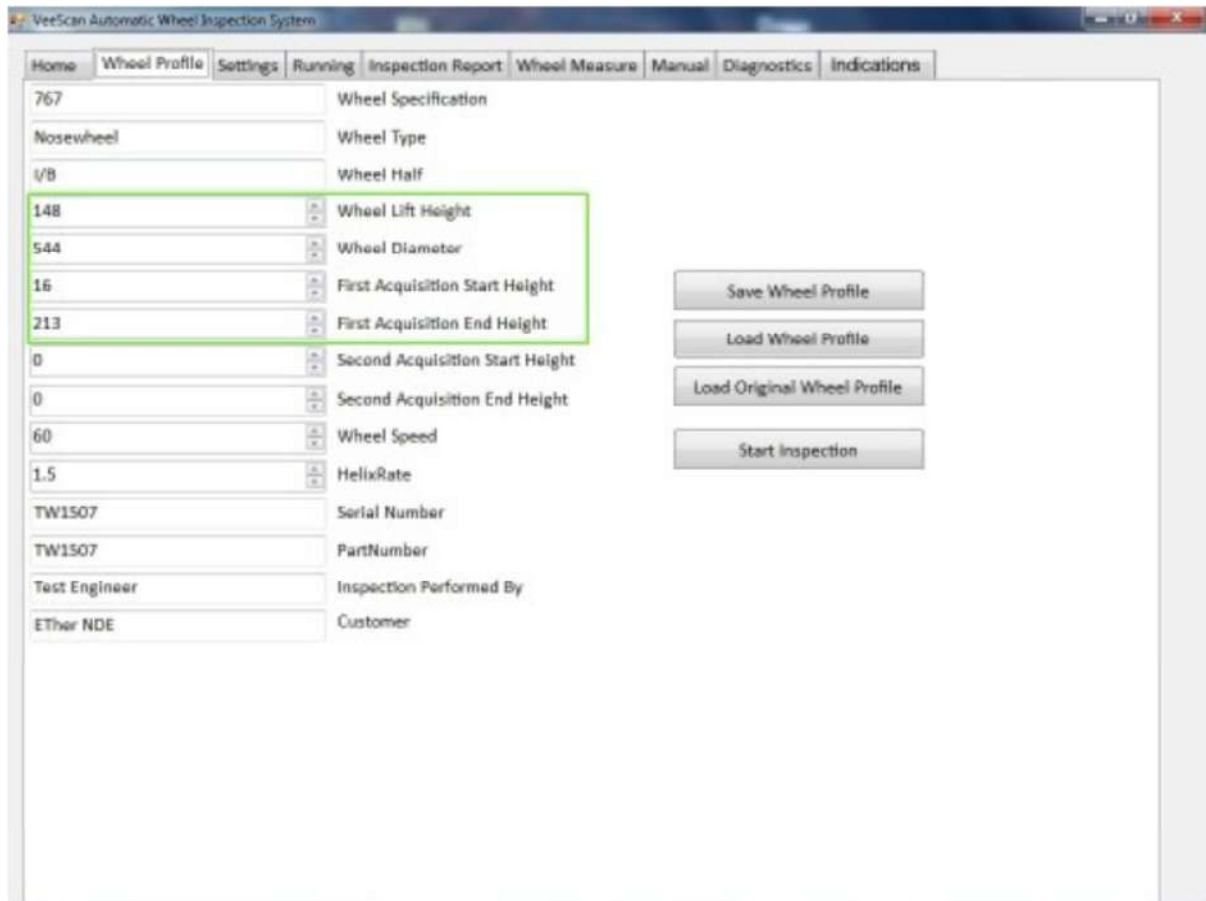 VeeScan Automatic Wheel Inspection System
Home Wheel Profile Settings Running Inspection Report Wheel Measure Manual Diagnostics Indications
767 Wheel Specification
Nosewheel Wheel Type
I/B Wheel Half
148 Wheel Lift Height
544 Wheel Diameter
16 First Acquisition Start Height
213 First Acquisition End Height
0 Second Acquisition Start Height
0 Second Acquisition End Height
60 Wheel Speed
1.5 HelixRate
TW1507 Serial Number
TW1507 PartNumber
Test Engineer Inspection Performed By
ETher NDE Customer
Save Wheel Profile
Load Wheel Profile
Load Original Wheel Profile
Start Inspection